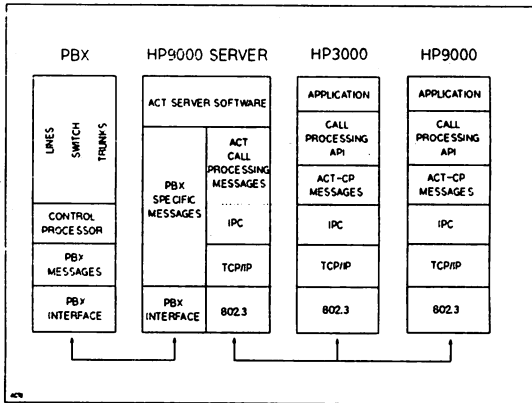 PBX
HP9000 SERVER
HP3000
HP9000
LINES
SWITCH
TRUNKS
CONTROL
PROCESSOR
PBX
MESSAGES
PBX
INTERFACE
ACT SERVER SOFTWARE
PBX
SPECIFIC
MESSAGES
PBX
INTERFACE
ACT
CALL
PROCESSING
MESSAGES
IPC
TCP/IP
802.3
APPLICATION
CALL
PROCESSING
API
ACT-CP
MESSAGES
IPC
TCP/IP
802.3
APPLICATION
CALL
PROCESSING
API
ACT-CP
MESSAGES
IPC
TCP/IP
802.3